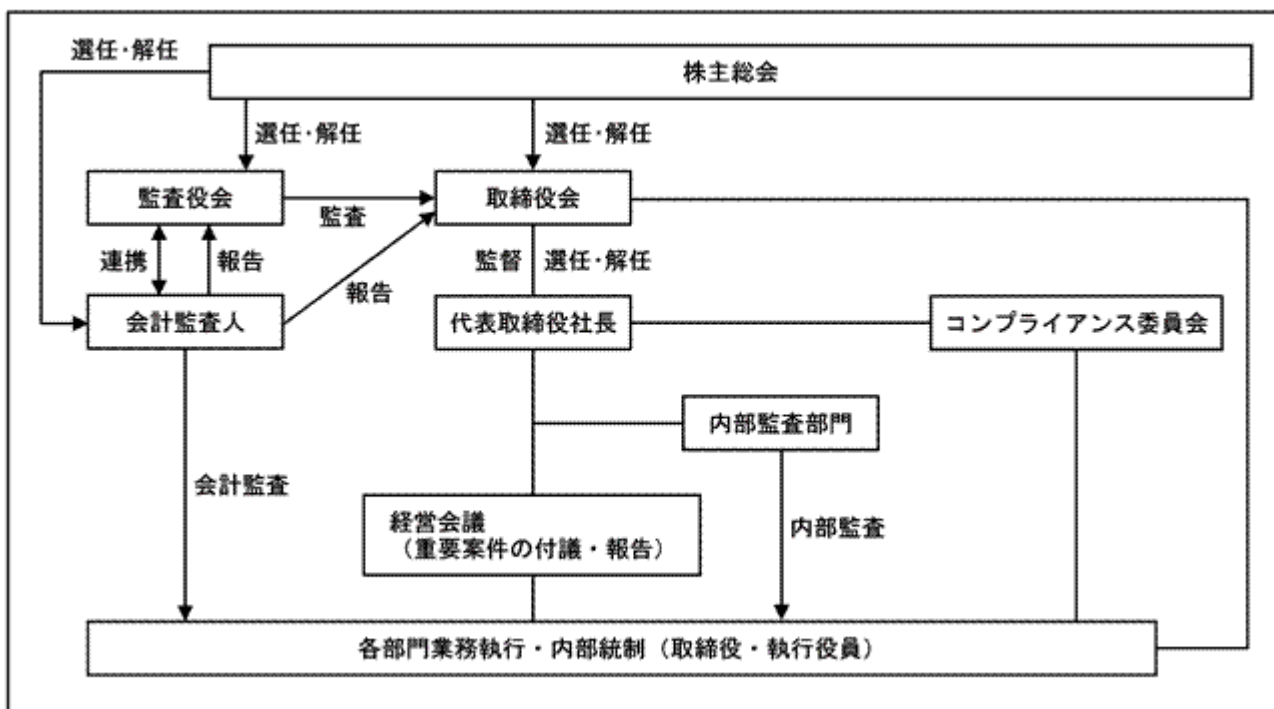 選任・解任
株主総会
選任・解任
選任・解任
監査役会
監査
取締役会
連携
報告
報告
監督
選任・解任
会計監査人
代表取締役社長
コンプライアンス委員会
内部監査部門
会計監査
経営会議
（重要案件の付議・報告）
内部監査
各部門業務執行・内部統制（取締役・執行役員）